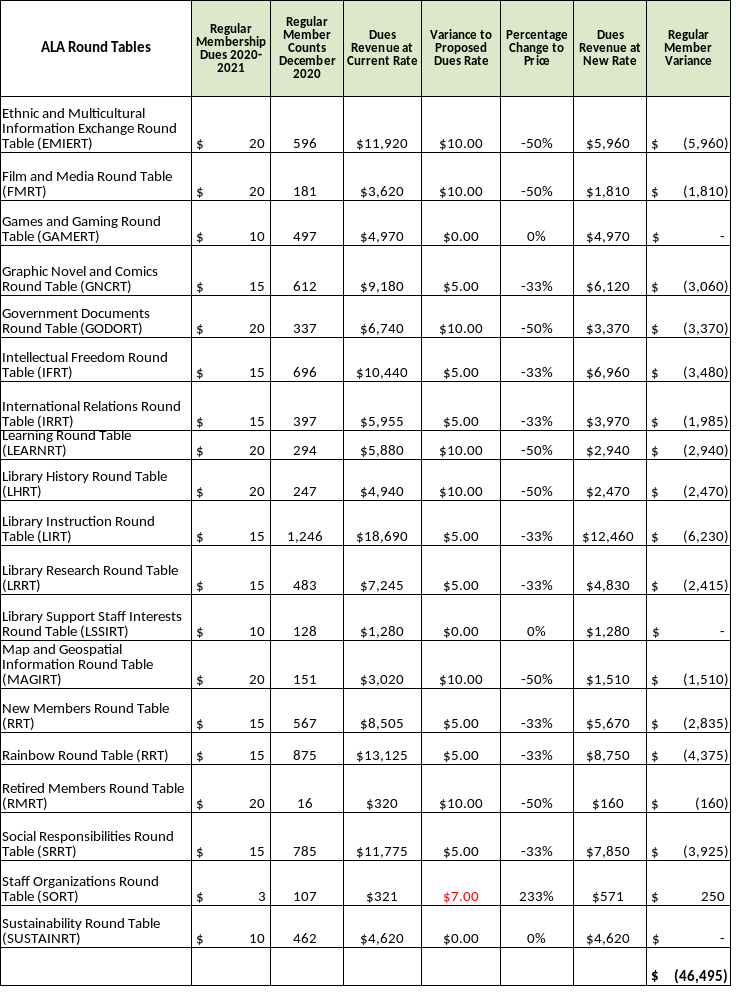 ALA Round Tables
Regular
Membership
Dues 2020-
2021
Regular
Member
Counts
December
2020
Dues
Revenue at
Current Rate
Variance to
Proposed
Dues Rate
Percentage
Change to
Price
Dues
Revenue at
New Rate
Regular
Member
Variance
Ethnic and Multicultural
Information Exchange Round
Table (EMIERT) $ 20 596 $11,920 $10.00 -50% $5,960 $ (5,960)
Film and Media Round Table
(FMRT) $ 20 181 $3,620 $10.00 -50% $1,810 $ (1,810)
Games and Gaming Round
Table (GAMERT) $ 10 497 $4,970 $0.00 0% $4,970 $ -
Graphic Novel and Comics
Round Table (GNCRT) $ 15 612 $9,180 $5.00 -33% $6,120 $ (3,060)
Government Documents
Round Table (GODORT) $ 20 337 $6,740 $10.00 -50% $3,370 $ (3,370)
Intellectual Freedom Round
Table (IFRT) $ 15 696 $10,440 $5.00 -33% $6,960 $ (3,480)
International Relations Round
Table (IRRT) $ 15 397 $5,955 $5.00 -33% $3,970 $ (1,985)
Learning Round Table
(LEARNRT) $ 20 294 $5,880 $10.00 -50% $2,940 $ (2,940)
Library History Round Table
(LHRT) $ 20 247 $4,940 $10.00 -50% $2,470 $ (2,470)
Library Instruction Round
Table (LIRT) $ 15 1,246 $18,690 $5.00 -33% $12,460 $ (6,230)
Library Research Round Table
(LRRT) $ 15 483 $7,245 $5.00 -33% $4,830 $ (2,415)
Library Support Staff Interests
Round Table (LSSIRT) $ 10 128 $1,280 $0.00 0% $1,280 $ -
Map and Geospatial
Information Round Table
(MAGIRT) $ 20 151 $3,020 $10.00 -50% $1,510 $ (1,510)
New Members Round Table
(RRT) $ 15 567 $8,505 $5.00 -33% $5,670 $ (2,835)
Rainbow Round Table (RRT) $ 15 875 $13,125 $5.00 -33% $8,750 $ (4,375)
Retired Members Round Table
(RMRT) $ 20 16 $320 $10.00 -50% $160 $ (160)
Social Responsibilities Round
Table (SRRT) $ 15 785 $11,775 $5.00 -33% $7,850 $ (3,925)
Staff Organizations Round
Table (SORT) $ 3 107 $321 $7.00 233% $571 $ 250
Sustainability Round Table
(SUSTAINRT) $ 10 462 $4,620 $0.00 0% $4,620 $ -
$ (46,495)